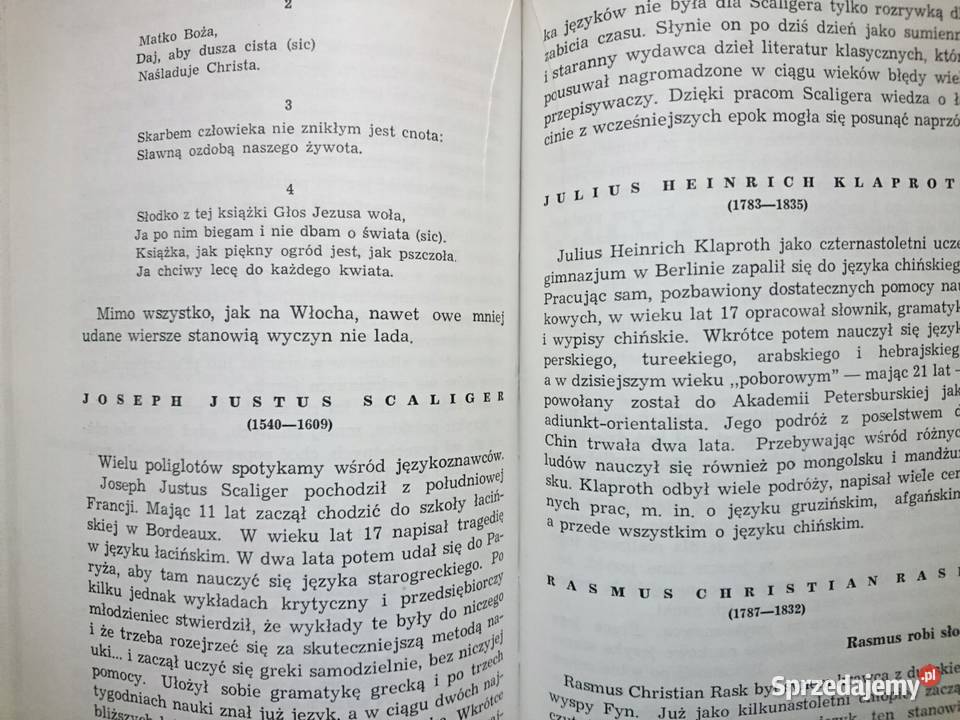 2
Matko Boża,
Daj, aby dusza cista (sic)
Naśladuje Christa.
3
Skarbem człowieka nie znikłym jest cnota:
Sławną ozdobą naszego żywota.
4
Słodko z tej książki Głos Jezusa woła,
Ja po nim biegam i nie dbam o świata (sic).
Książka, jak piękny ogród jest, jak pszczoła.
Ja chciwy lecę do każdego kwiata.
Mimo wszystko, jak na Włocha, nawet owe mniej
udane wiersze stanowią wyczyn nie lada.
JOSEPH JUSTUS SCALIGER
(1540—1609)
Wielu poliglotów spotykamy wśród językoznawców.
Joseph Justus Scaliger pochodził z południowej
Francji. Mając 11 lat zaczął chodzić do szkoły łaciń-
skiej w Bordeaux. W wieku lat 17 napisał tragedię
w języku łacińskim. W dwa lata potem udał się do Pa-
ryża, aby tam nauczyć się języka starogreckiego. Po
kilku jednak wykładach krytyczny i przedsiębiorczy
młodzieniec stwierdził, że wykłady te były do niczego
i że trzeba rozejrzeć się za skuteczniejszą metodą na-
uki... i zaczął uczyć się greki samodzielnie, bez niczyjej
pomocy. Ułożył sobie gramatykę grecką i po trzech
tygodniach nauki znał już język, a w ciągu dwóch naj-
bliższych Wkrótce
ka języków nie była dla Scaligera tylko rozrywką d
zabicia czasu. Słynie on po dziś dzień jako sumienn
i staranny wydawca dzieł literatur klasycznych, któr
pousuwał nagromadzone w ciągu wieków błędy wie
przepisywaczy. Dzięki pracom Scaligera wiedza o ł
cinie z wcześniejszych epok mogła się posunąć naprzó
JULIUS HEINRICH KLAPROT
(1783—1835)
Julius Heinrich Klaproth jako czternastoletni ucze
gimnazjum w Berlinie zapalił się do języka chińskieg
Pracując sam, pozbawiony dostatecznych pomocy nau
kowych, w wieku lat 17 opracował słownik, gramatyk
i wypisy chińskie. Wkrótce potem nauczył się język
perskiego, tureekiego, arabskiego i hebrajskieg
a w dzisiejszym wieku „poborowym” — mając 21 lat —
powołany został do Akademii Petersburskiej jak
adiunkt-orientalista. Jego podróż z poselstwem d
Chin trwała dwa lata. Przebywając wśród różnyc
ludów nauczył się również po mongolsku i mandżur
sku. Klaproth odbył wiele podróży, napisał wiele cen
nych prac, m. in. o języku gruzińskim, afgańskim
a przede wszystkim o języku chińskim.
RASMUS CHRISTIAN RAS
(1787—1832)
Rasmus robi sło
Rasmus Christian Rask by
wyspy Fyn. Już jako kilkunastoletni chłopiec zaczą
Sprzedajemy.pl